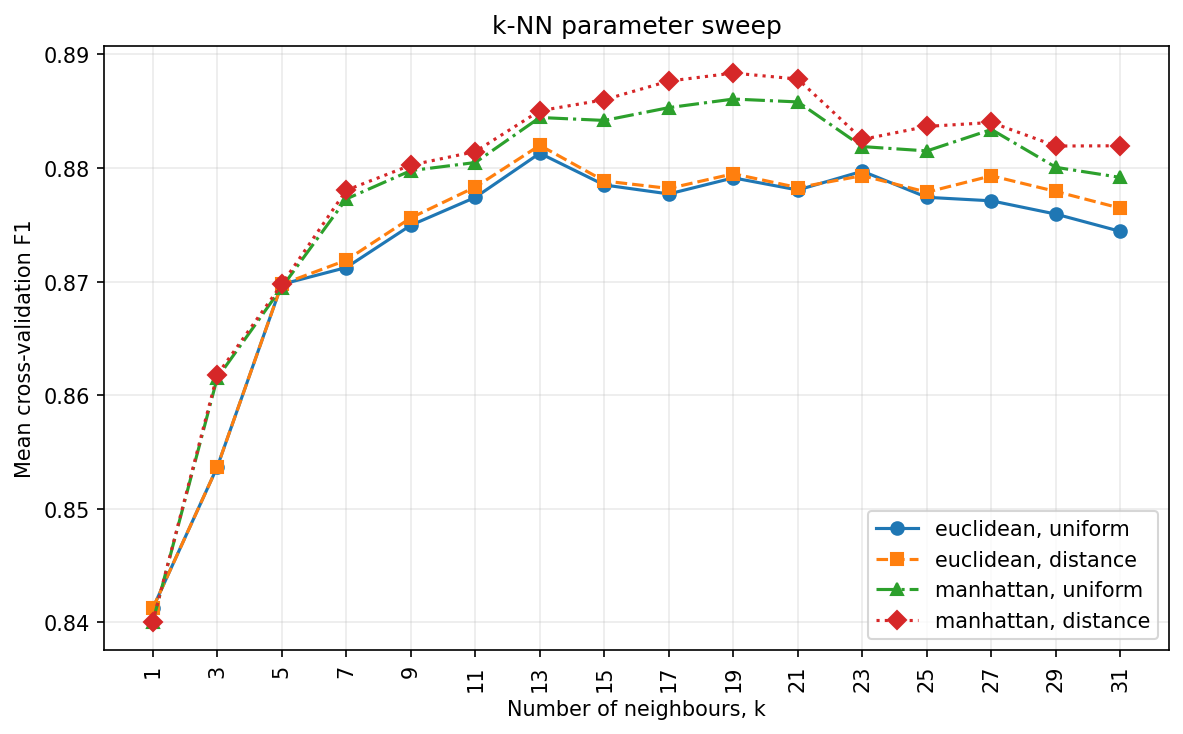 k-NN parameter sweep
Mean cross-validation F1
0.89
0.88
0.87
0.86
0.85
0.84
1 3 5 7 9 11 13 15 17 19 21 23 25 27 29 31
Number of neighbours, k
euclidean, uniform
euclidean, distance
manhattan, uniform
manhattan, distance